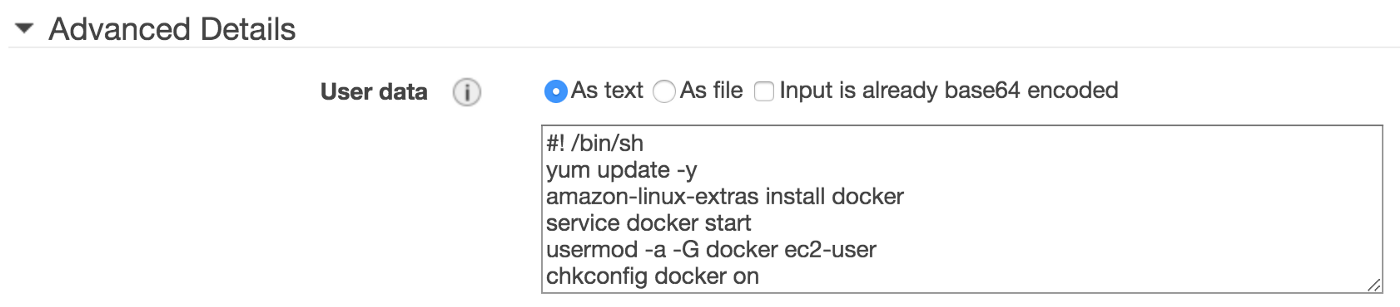 Advanced Details
User data i As text As file Input is already base64 encoded
#! /bin/sh
yum update -y
amazon-linux-extras install docker
service docker start
usermod -a -G docker ec2-user
chkconfig docker on